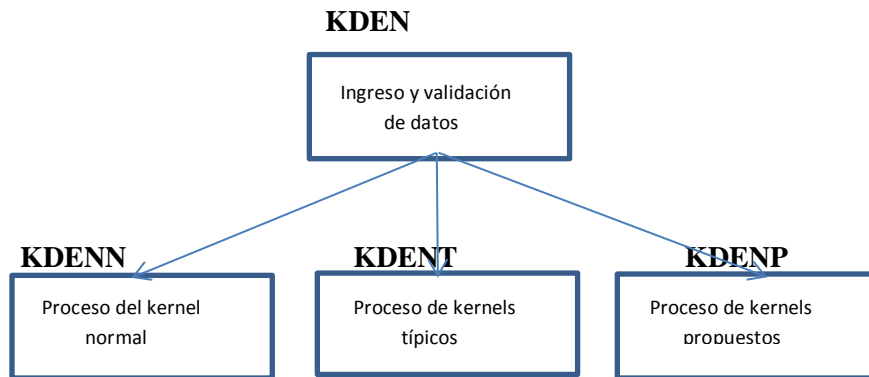 KDEN
Ingreso y validación
de datos
KDENN
KDENT
KDENP
Proceso del kernel
normal
Proceso de kernels
típicos
Proceso de kernels
propuestos